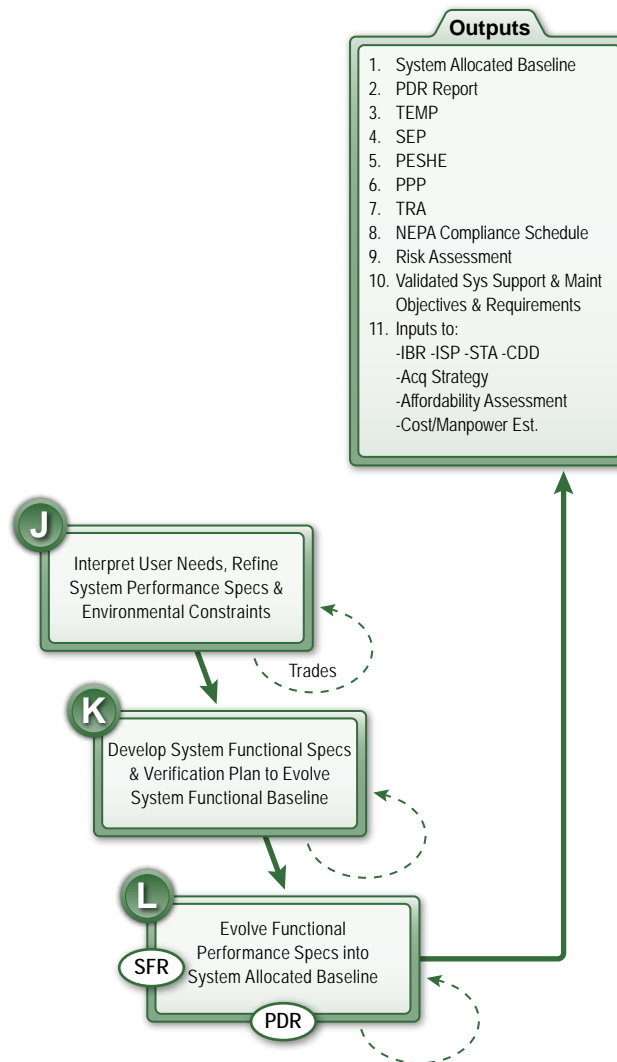 Outputs
1. System Allocated Baseline
2. PDR Report
3. TEMP
4. SEP
5. PESHE
6. PPP
7. TRA
8. NEPA Compliance Schedule
9. Risk Assessment
10. Validated Sys Support & Maint
Objectives & Requirements
11. Inputs to:
-IBR -ISP -STA -CDD
-Acq Strategy
-Affordability Assessment
-Cost/Manpower Est.
J
Interpret User Needs, Refine
System Performance Specs &
Environmental Constraints
Trades
K
Develop System Functional Specs
& Verification Plan to Evolve
System Functional Baseline
L
Evolve Functional
Performance Specs into
System Allocated Baseline
SFR
PDR